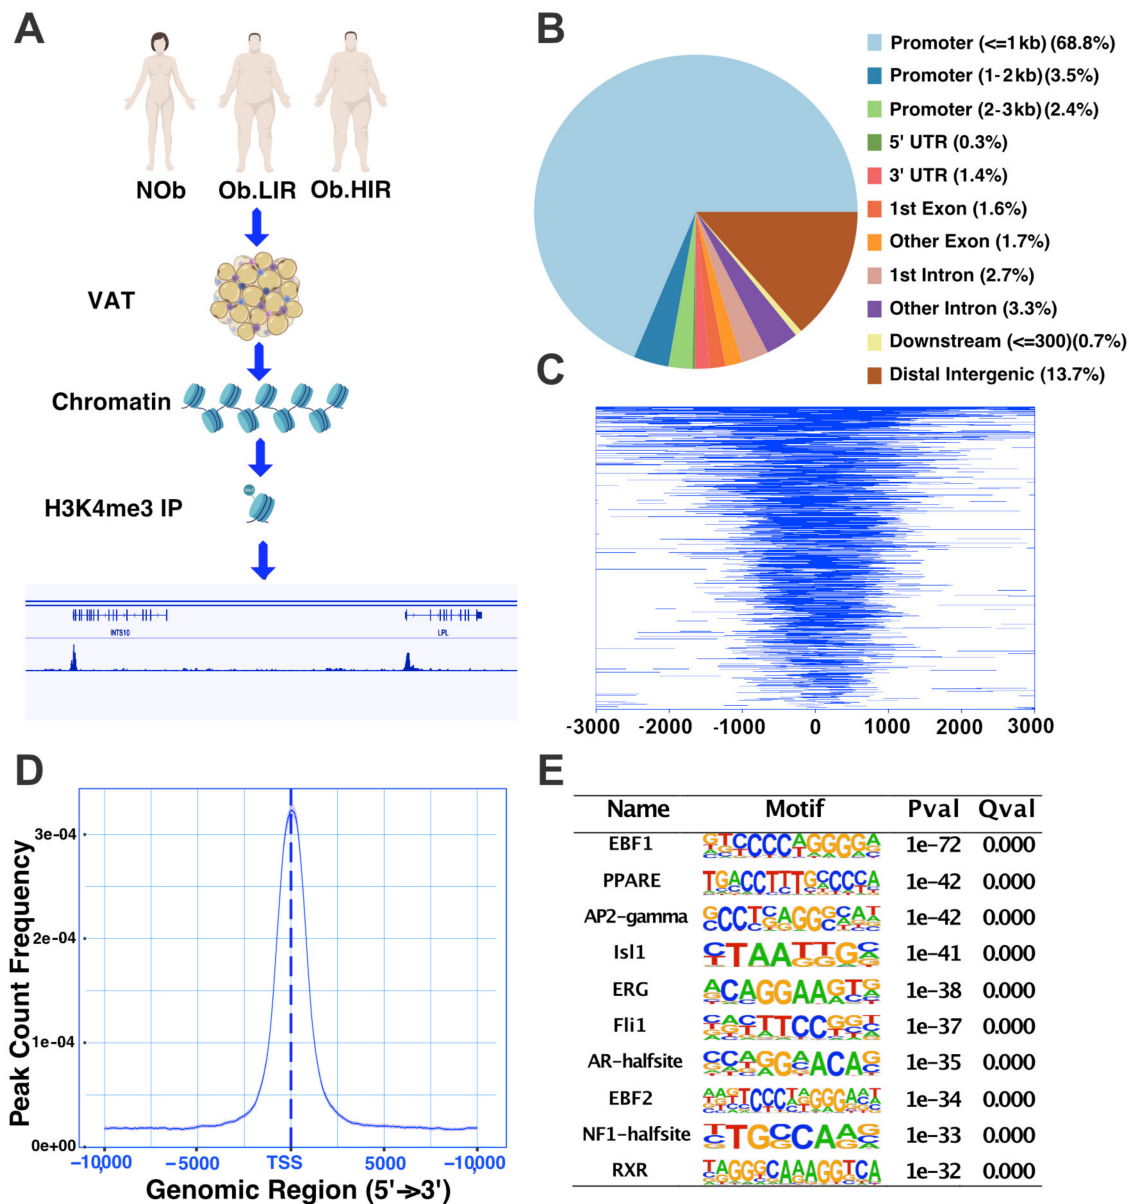 A
NOb Ob.LIR Ob.HIR
VAT
Chromatin
H3K4me3 IP
INTS10 LPL
B
Promoter (<=1kb) (68.8%)
Promoter (1-2kb)(3.5%)
Promoter (2-3kb)(2.4%)
5' UTR (0.3%)
3' UTR (1.4%)
1st Exon (1.6%)
Other Exon (1.7%)
1st Intron (2.7%)
Other Intron (3.3%)
Downstream (<=300)(0.7%)
Distal Intergenic (13.7%)
C
-3000 -2000 -1000 0 1000 2000 3000
D
Peak Count Frequency
3e-04
2e-04
1e-04
0e+00
-10,000 -5000 TSS 5000 -10,000
Genomic Region (5'->3')
E
Name Motif Pval Qval
EBF1 1e-72 0.000
PPARE 1e-42 0.000
AP2-gamma 1e-42 0.000
Isl1 1e-41 0.000
ERG 1e-38 0.000
Fli1 1e-37 0.000
AR-halfsite 1e-35 0.000
EBF2 1e-34 0.000
NF1-halfsite 1e-33 0.000
RXR 1e-32 0.000